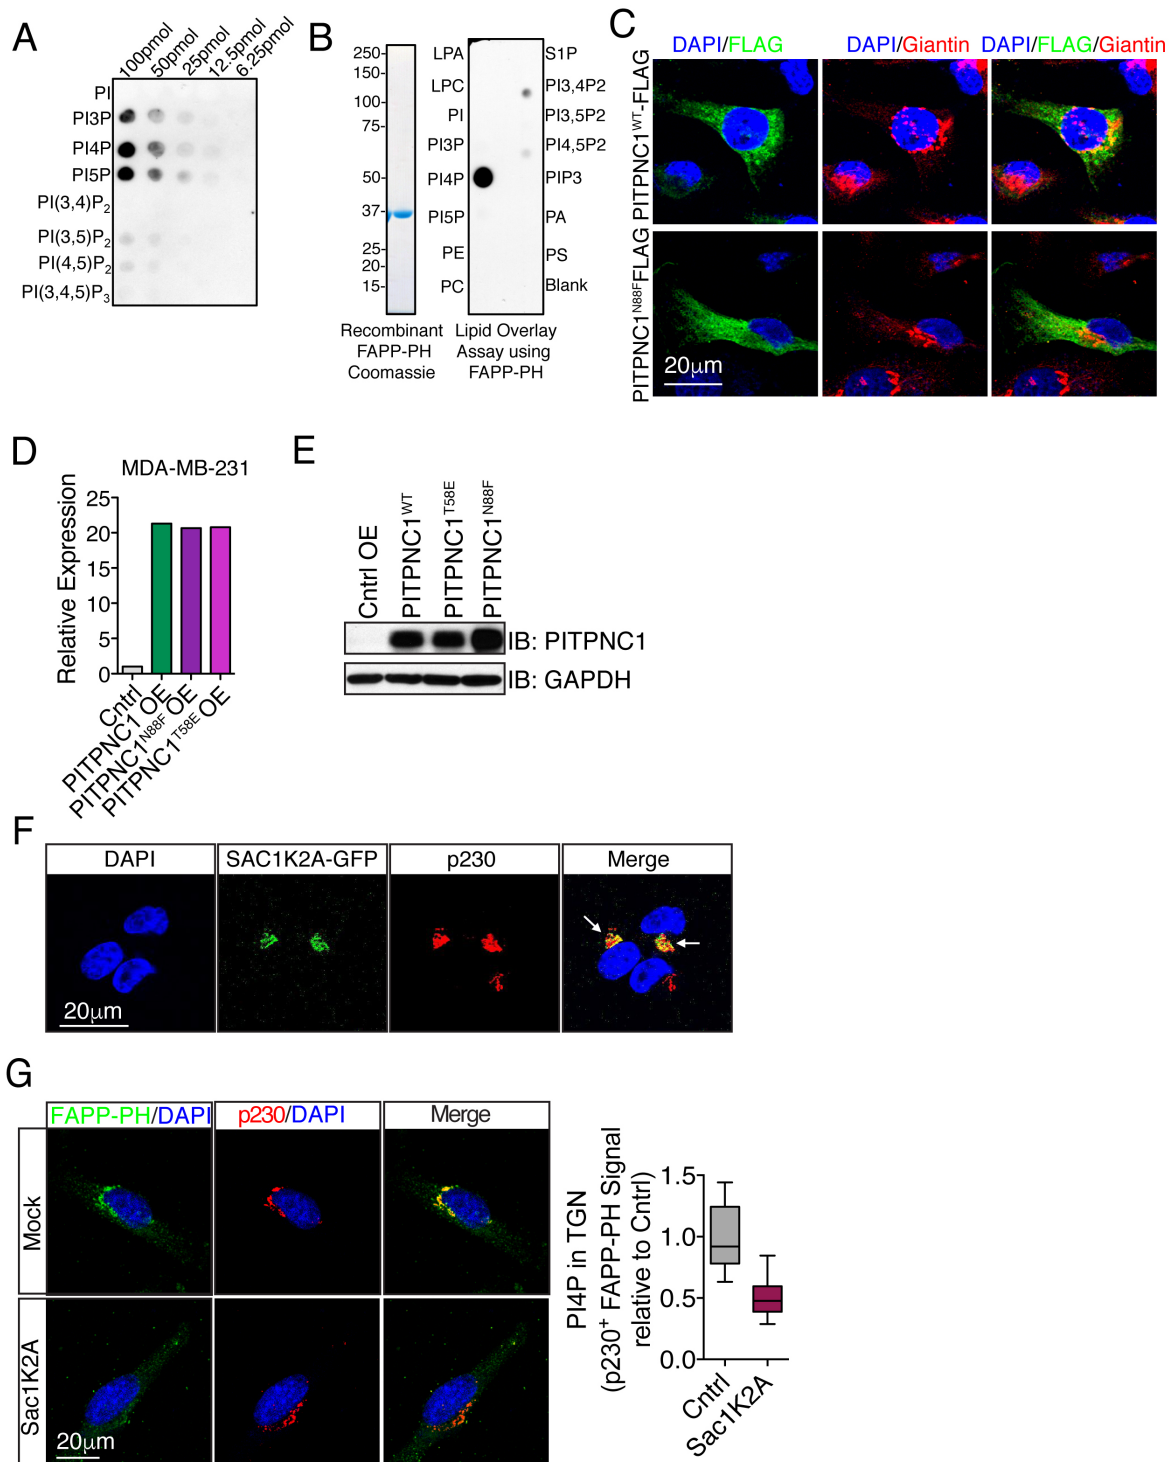 A
100pmol
50pmol
25pmol
12.5pmol
6.25pmol
PI
PI3P
PI4P
PI5P
PI(3,4)P2
PI(3,5)P2
PI(4,5)P2
PI(3,4,5)P3
B
250-
150-
100-
75-
50-
37-
25-
20-
15-
Recombinant
FAPP-PH
Coomassie
LPA
LPC
PI
PI3P
PI4P
PI5P
PE
PC
S1P
PI3,4P2
PI3,5P2
PI4,5P2
PIP3
PA
PS
Blank
Lipid Overlay
Assay using
FAPP-PH
C
DAPI/FLAG
DAPI/Giantin
DAPI/FLAG/Giantin
PITPNC1WT-FLAG
PITPNC1N88FFLAG
20μm
D
MDA-MB-231
Relative Expression
25
20
15
10
5
0
Cntrl
PITPNC1 OE
PITPNC1N88F OE
PITPNC1T58E OE
E
Cntrl OE
PITPNC1WT
PITPNC1T58E
PITPNC1N88F
IB: PITPNC1
IB: GAPDH
F
DAPI
SAC1K2A-GFP
p230
Merge
20μm
G
FAPP-PH/DAPI
p230/DAPI
Merge
Mock
Sac1K2A
20μm
PI4P in TGN
(p230+ FAPP-PH Signal
relative to Cntrl)
1.5
1.0
0.5
0.0
Cntrl
Sac1K2A